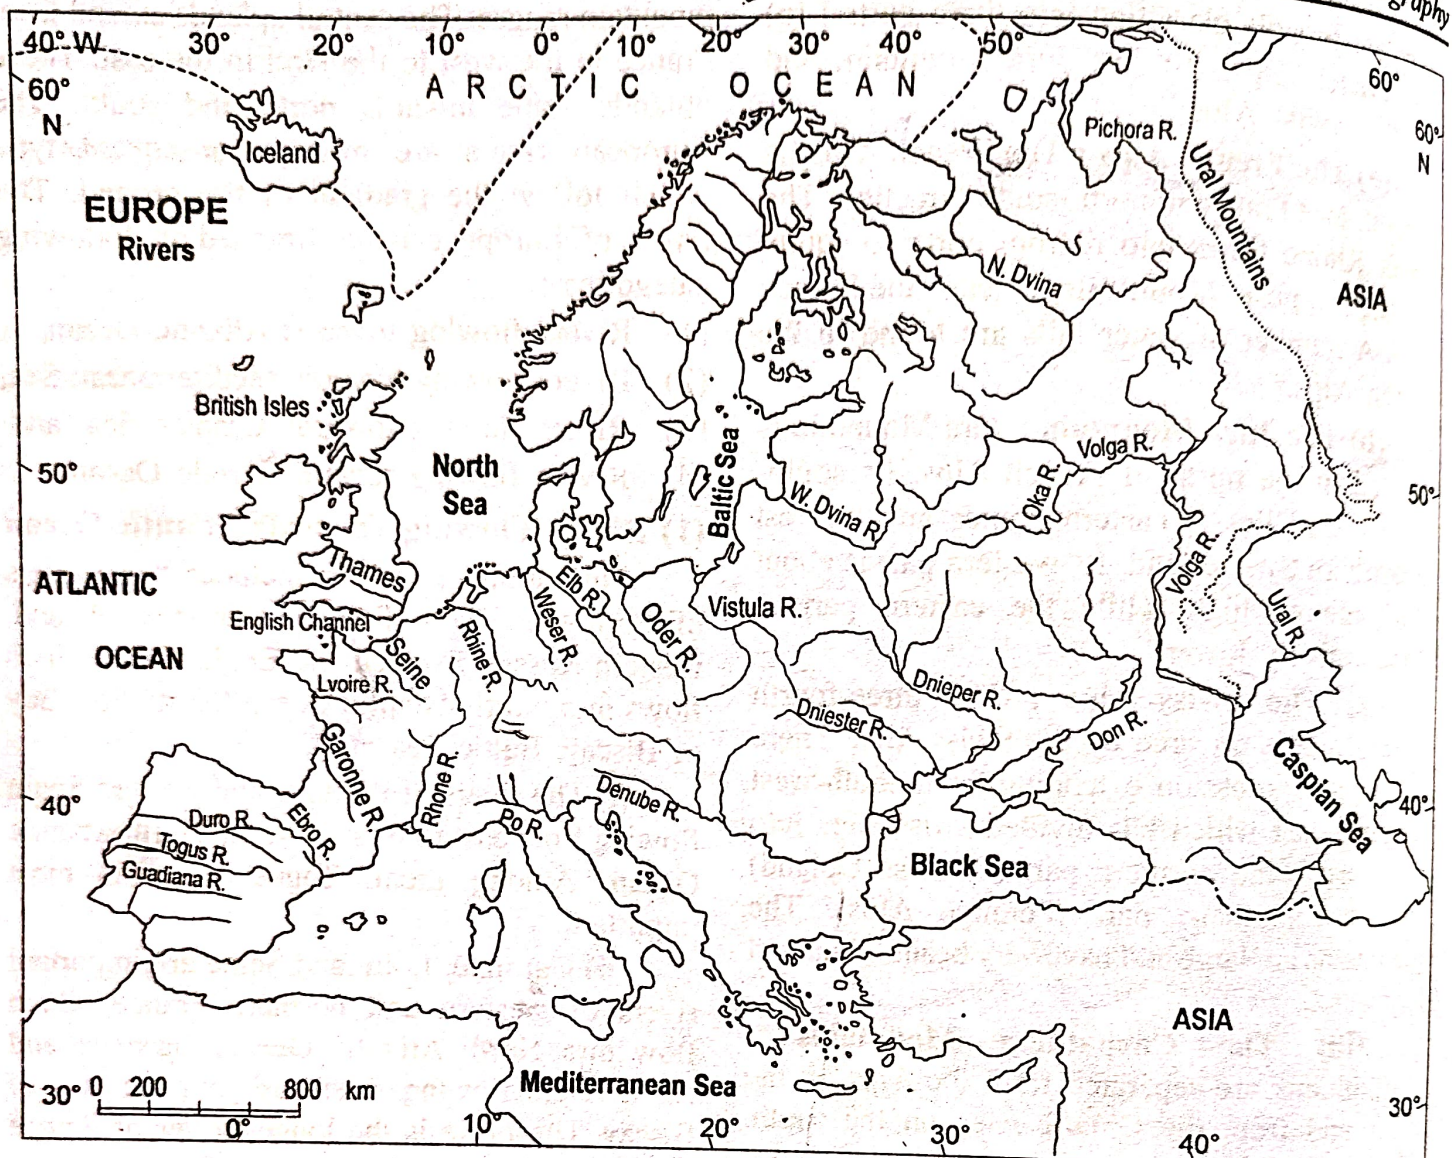 graphy
40° W 30° 20° 10° 0° 10° 20° 30° 40° 50° 60°
60°
N
ARCTIC OCEAN
60°
N
Iceland
Pichora R.
Ural Mountains
EUROPE
Rivers
N. Dvina
ASIA
British Isles
North
Sea
Baltic Sea
Volga R.
Oka R.
50°
50°
W. Dvina R
Volga R.
ATLANTIC
OCEAN
Thames
English Channel
Elb R.
Weser R.
Oder R.
Vistula R.
Ural R.
Seine
Rhine R.
Lvoire R.
Dnieper R.
Dniester R.
Don R.
Garonne R.
Rhone R.
Caspian Sea
40°
40°
Denube R.
Duro R.
Ebro R.
Po R.
Togus R.
Guadiana R.
Black Sea
ASIA
Mediterranean Sea
30°
0 200 800 km
30°
0° 10° 20° 30° 40°